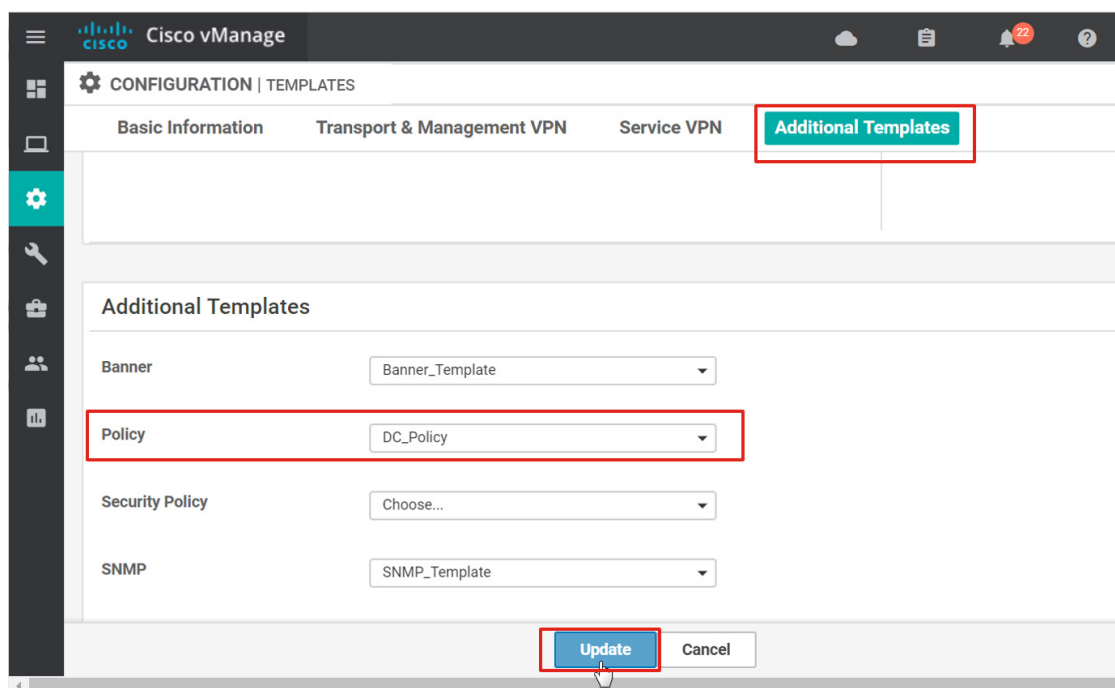 CISCO Cisco vManage 22
CONFIGURATION | TEMPLATES
Basic Information Transport & Management VPN Service VPN Additional Templates
Additional Templates
Banner Banner_Template
Policy DC_Policy
Security Policy Choose...
SNMP SNMP_Template
Update Cancel